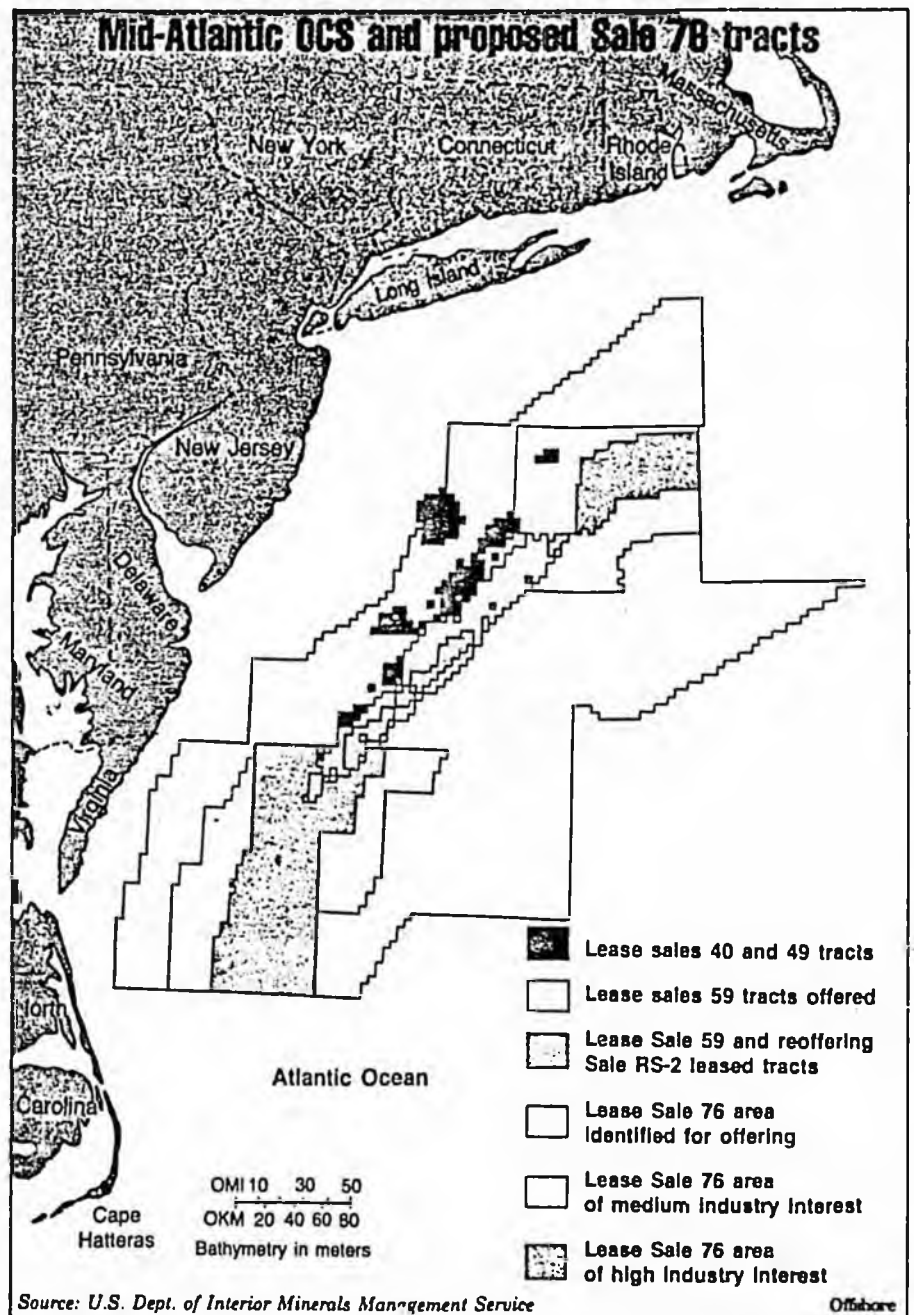 Mid-Atlantic OCS and proposed Sale 7B tracts
Massachusetts
New York
Connecticut
Rhode
Island
Long Island
Pennsylvania
New Jersey
Delaware
Maryland
Virginia
North
Carolina
Cape
Hatteras
Atlantic Ocean
OMI 10 30 50
OKM 20 40 60 80
Bathymetry in meters
Lease sales 40 and 49 tracts
Lease sales 59 tracts offered
Lease Sale 59 and reoffering
Sale RS-2 leased tracts
Lease Sale 76 area
identified for offering
Lease Sale 76 area
of medium industry interest
Lease Sale 76 area
of high industry interest
Source: U.S. Dept. of Interior Minerals Management Service
Offshore